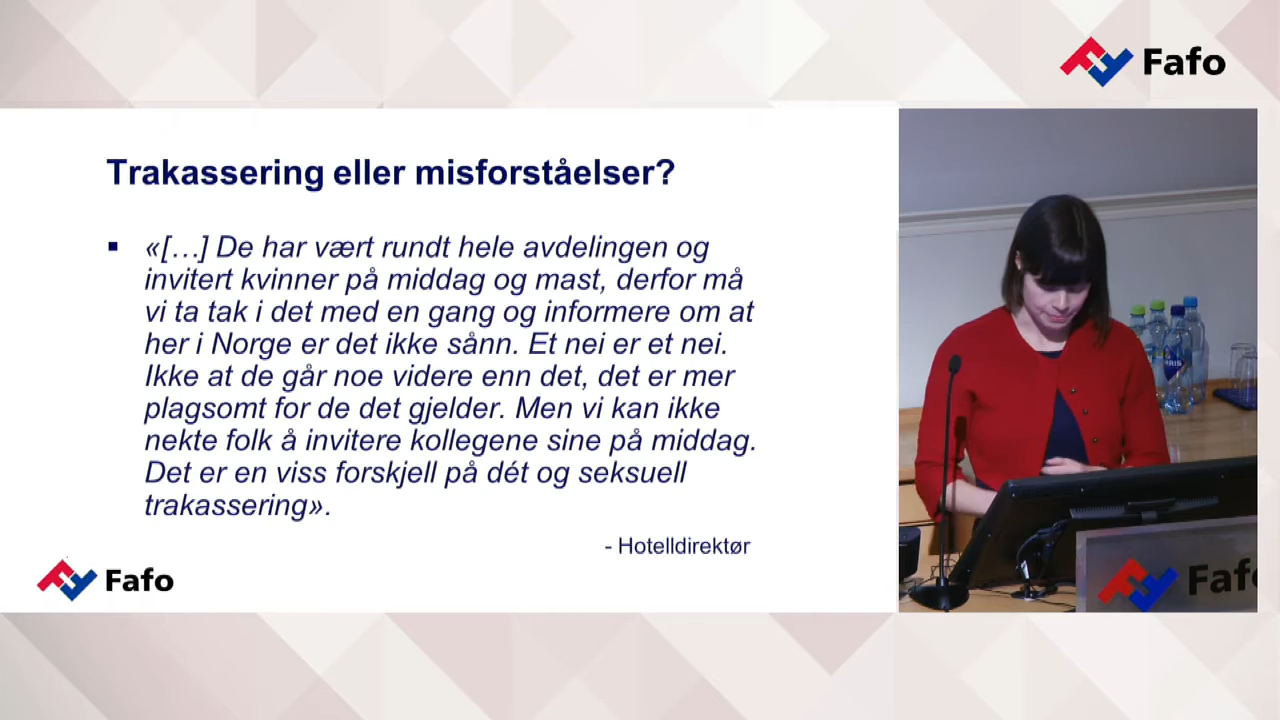 Fafo
Trakassering eller misforståelser?
▪ «[…] De har vært rundt hele avdelingen og
invitert kvinner på middag og mast, derfor må
vi ta tak i det med en gang og informere om at
her i Norge er det ikke sånn. Et nei er et nei.
Ikke at de går noe videre enn det, det er mer
plagsomt for de det gjelder. Men vi kan ikke
nekte folk å invitere kollegene sine på middag.
Det er en viss forskjell på dét og seksuell
trakassering».
- Hotelldirektør
Fafo
Fafo